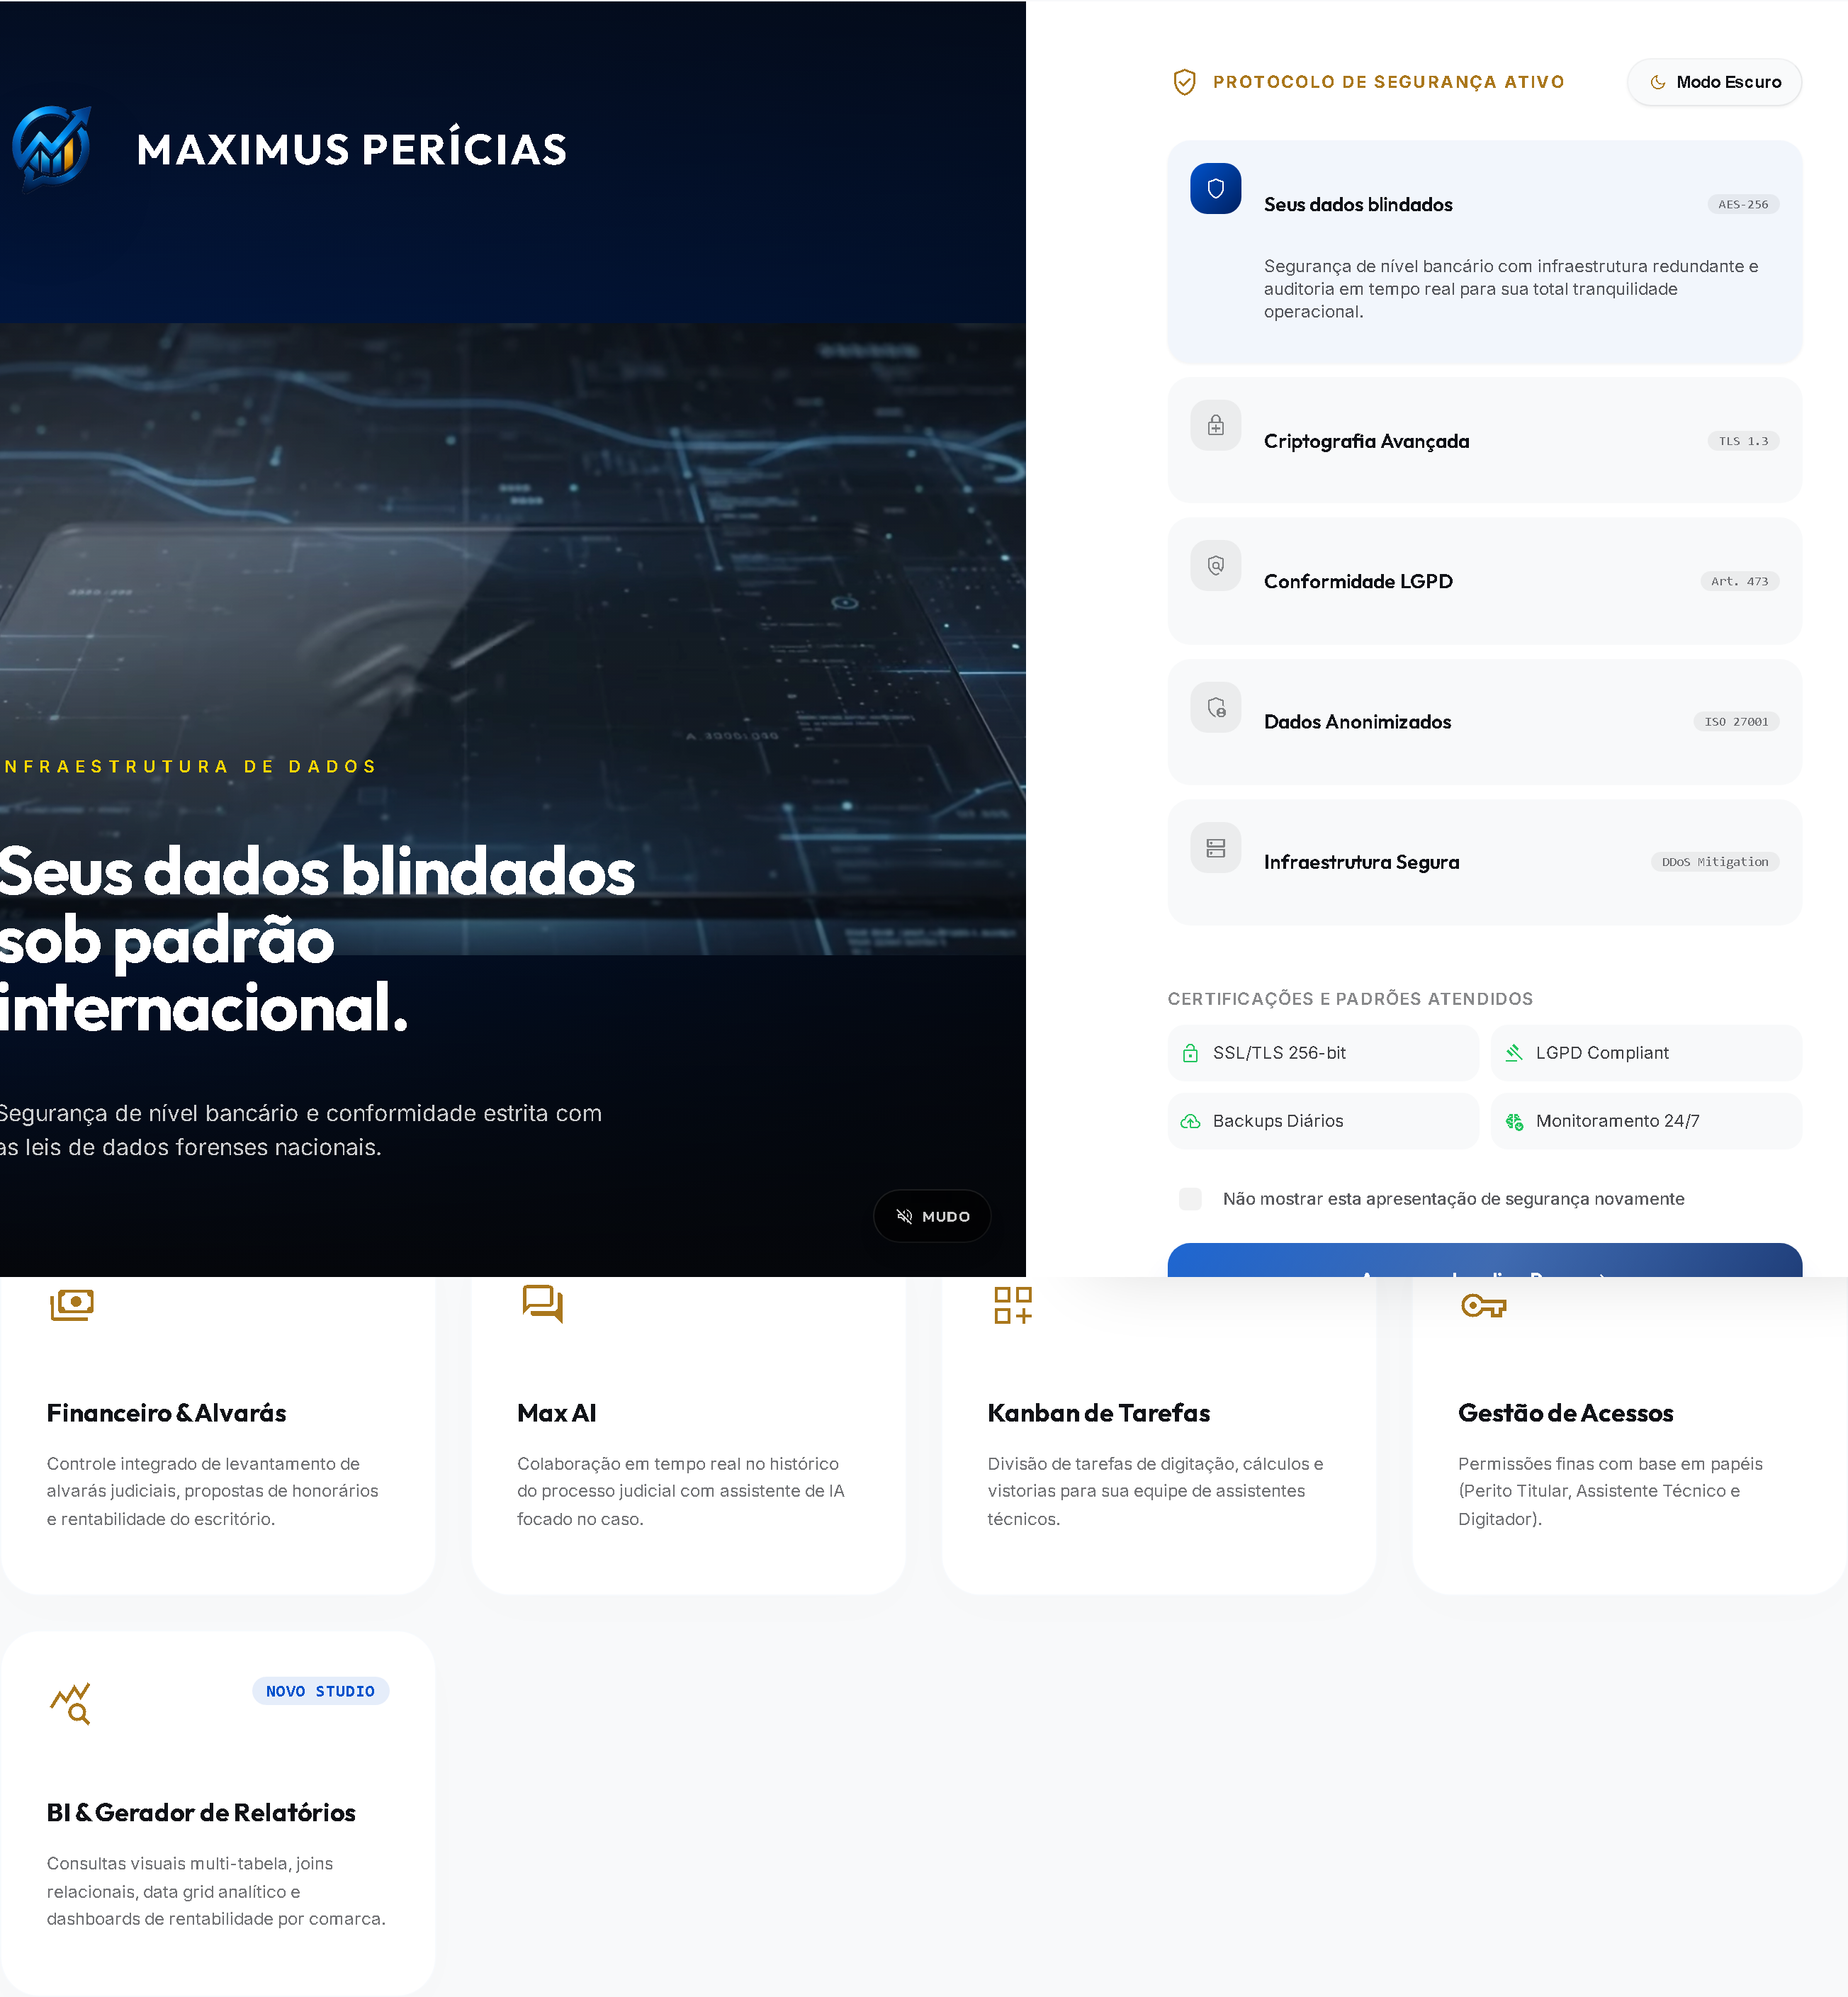 MAXIMUS PERÍCIAS
NFRAESTRUTURA DE DADOS
Seus dados blindados
sob padrão
internacional.
Segurança de nível bancário e conformidade estrita com
as leis de dados forenses nacionais.
MUDO
PROTOCOLO DE SEGURANÇA ATIVO
Modo Escuro
Seus dados blindados
AES-256
Segurança de nível bancário com infraestrutura redundante e
auditoria em tempo real para sua total tranquilidade
operacional.
Criptografia Avançada
TLS 1.3
Conformidade LGPD
Art. 473
Dados Anonimizados
ISO 27001
Infraestrutura Segura
DDoS Mitigation
CERTIFICAÇÕES E PADRÕES ATENDIDOS
SSL/TLS 256-bit
LGPD Compliant
Backups Diários
Monitoramento 24/7
Não mostrar esta apresentação de segurança novamente
Financeiro & Alvarás
Controle integrado de levantamento de
alvarás judiciais, propostas de honorários
e rentabilidade do escritório.
Max AI
Colaboração em tempo real no histórico
do processo judicial com assistente de IA
focado no caso.
Kanban de Tarefas
Divisão de tarefas de digitação, cálculos e
vistorias para sua equipe de assistentes
técnicos.
Gestão de Acessos
Permissões finas com base em papéis
(Perito Titular, Assistente Técnico e
Digitador).
NOVO STUDIO
BI & Gerador de Relatórios
Consultas visuais multi-tabela, joins
relacionais, data grid analítico e
dashboards de rentabilidade por comarca.